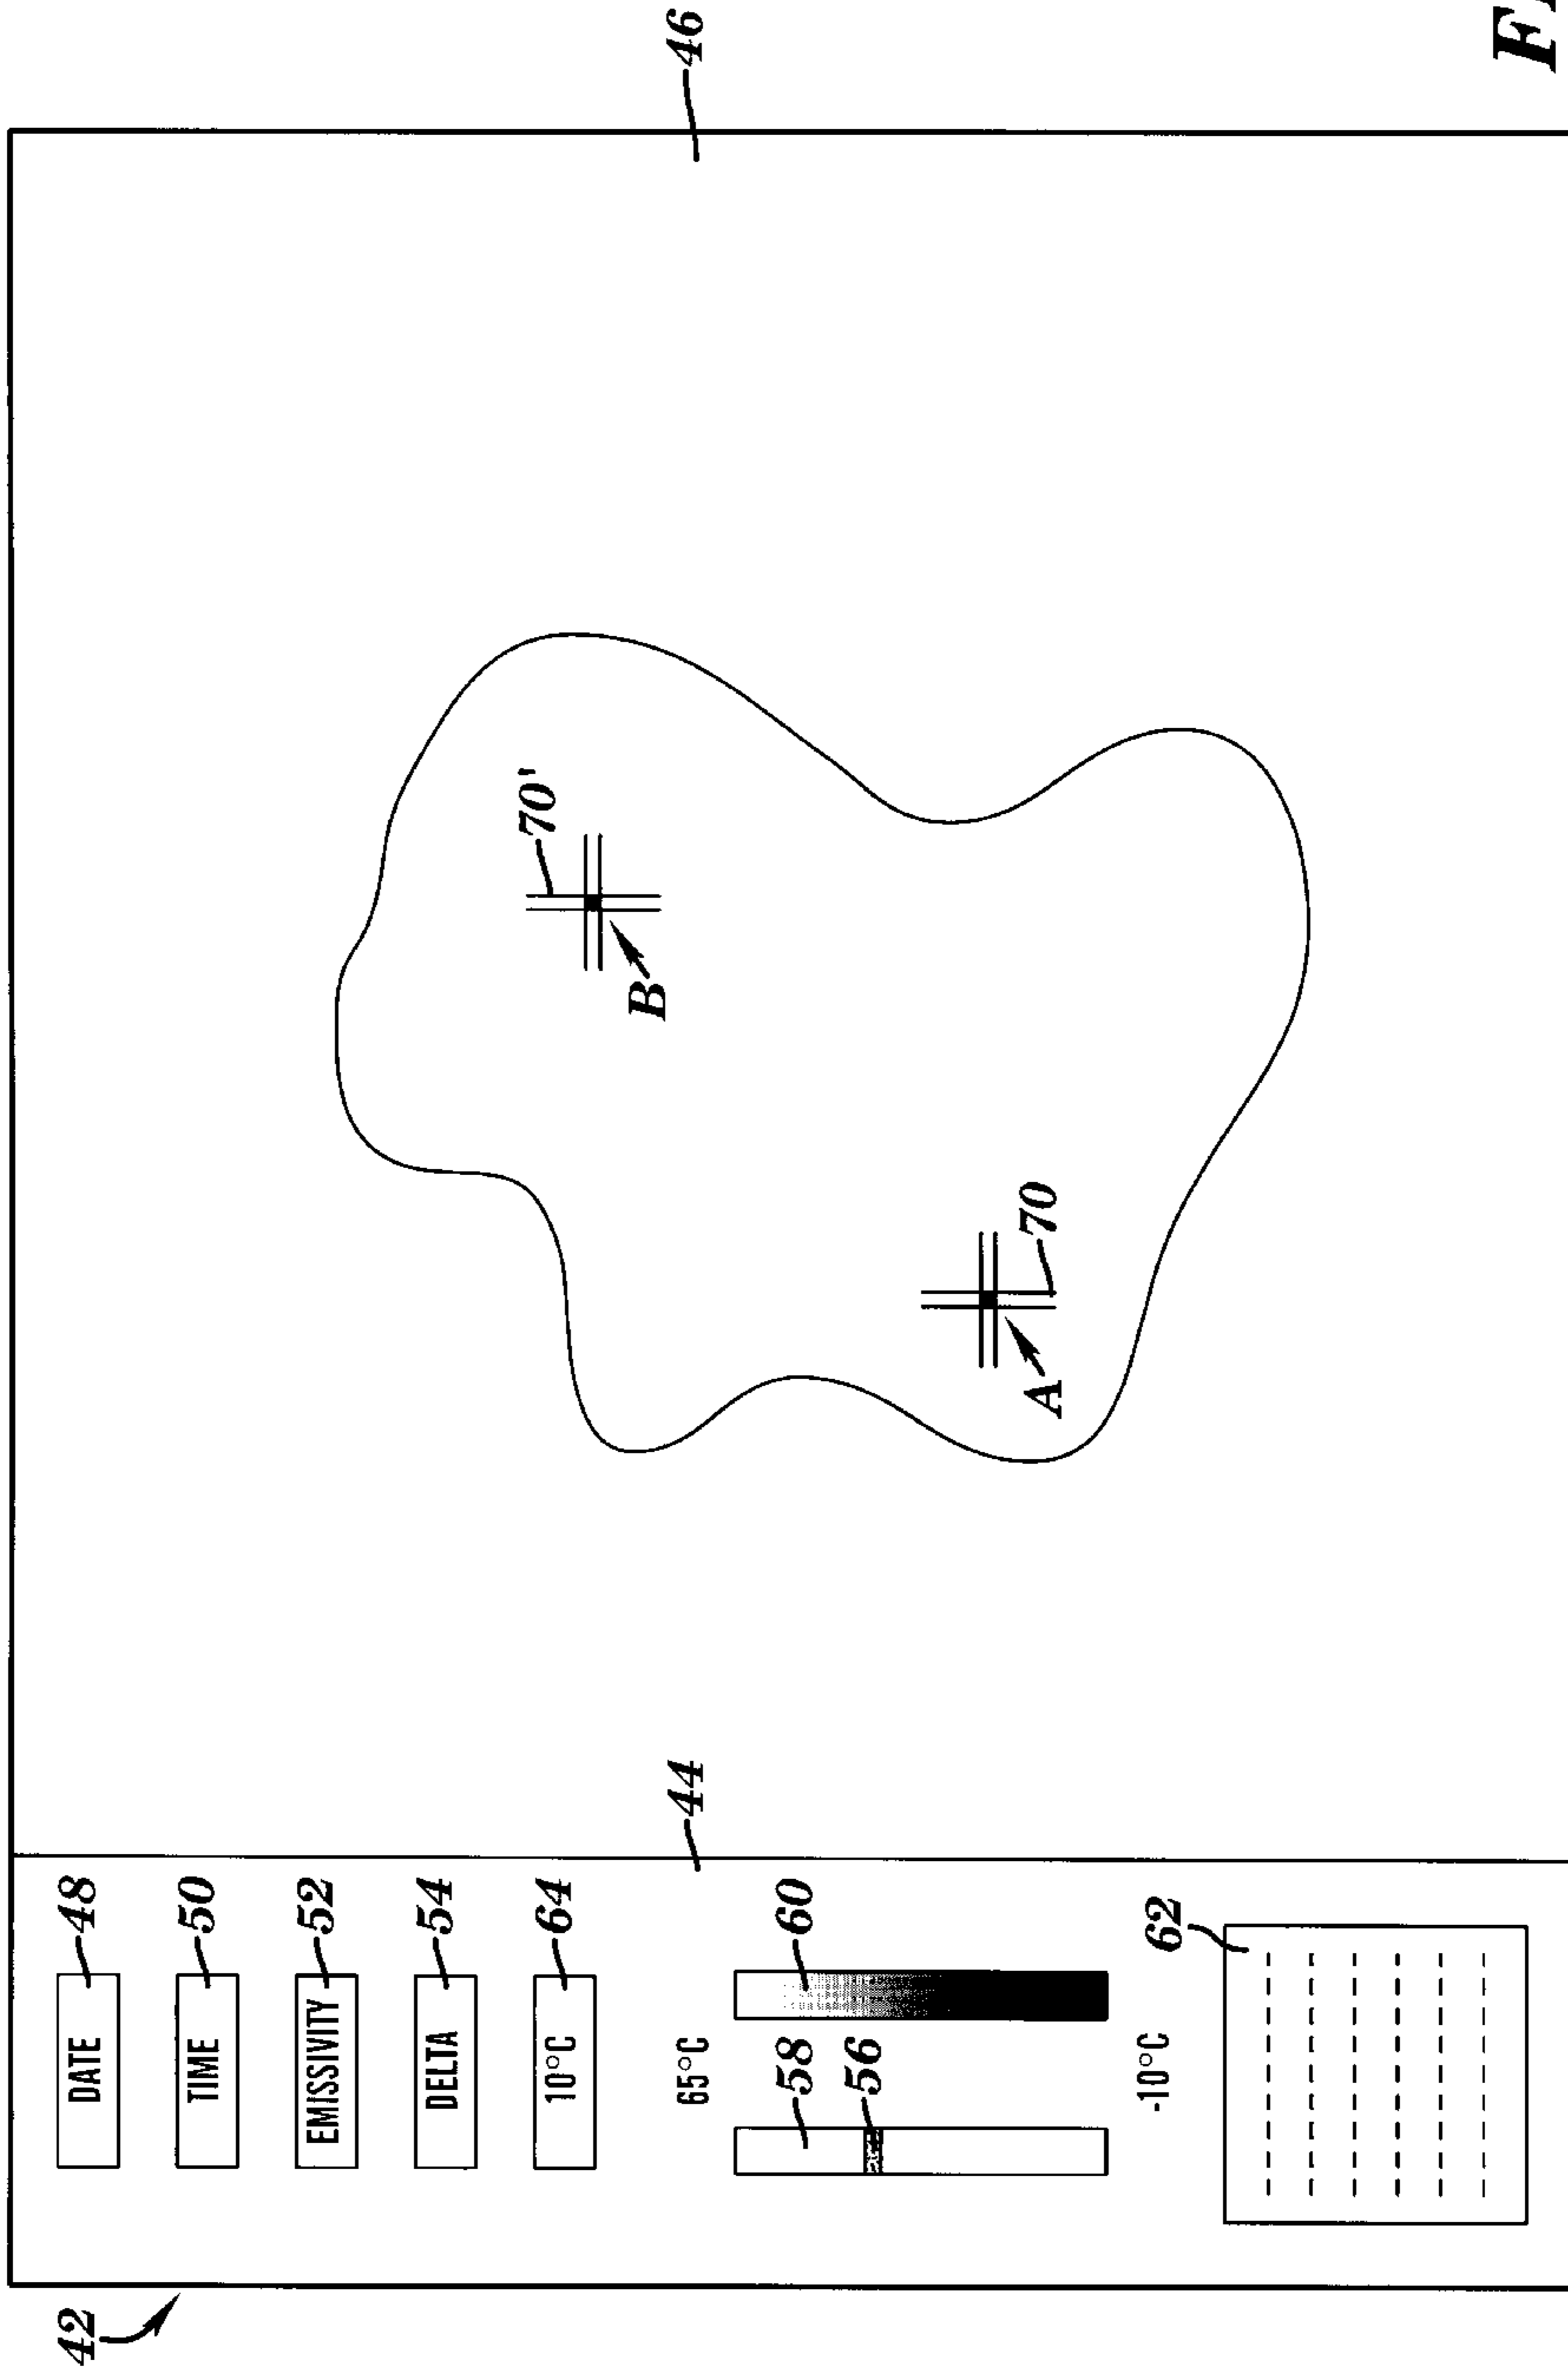 42
DATE 48
TIME 50
EMISSIVITY 52
DELTA 54
10°C 64
65°C
44
46
58 60
56
-10°C
62
70'
B
A
70